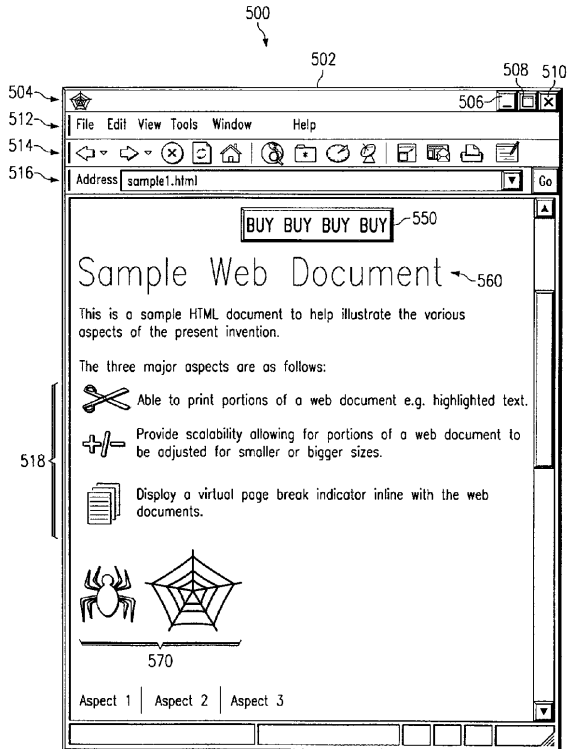 500
502
504
506
508
510
512
File Edit View Tools Window Help
514
516
Address sample1.html
Go
BUY BUY BUY BUY
550
Sample Web Document
560
This is a sample HTML document to help illustrate the various
aspects of the present invention.
The three major aspects are as follows:
Able to print portions of a web document e.g. highlighted text.
518
+/-
Provide scalability allowing for portions of a web document to
be adjusted for smaller or bigger sizes.
Display a virtual page break indicator inline with the web
documents.
570
Aspect 1 | Aspect 2 | Aspect 3